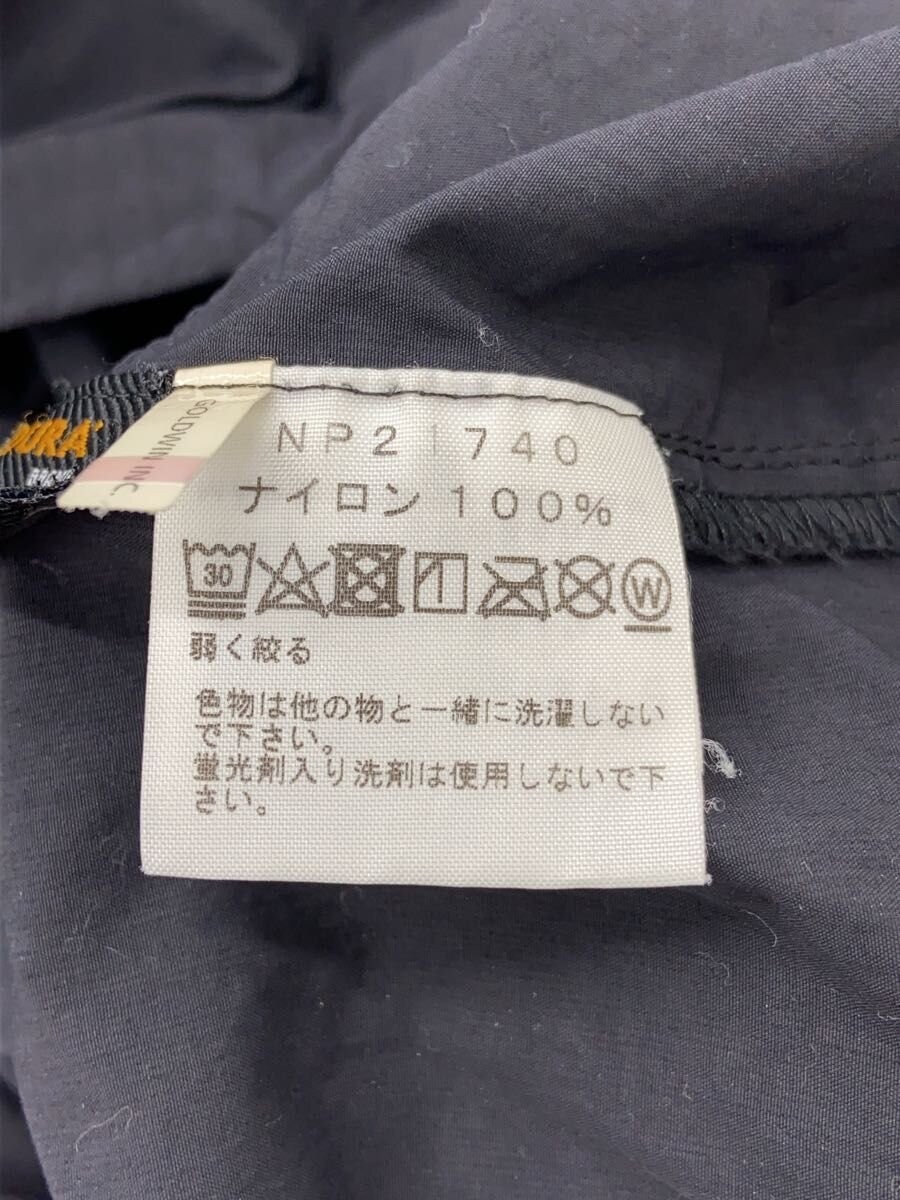 DURA
GOLDWIN INC.
NP21740
ナイロン100%
30
W
弱く絞る
色物は他の物と一緒に洗濯しない
で下さい。
蛍光剤入り洗剤は使用しないで下
さい。